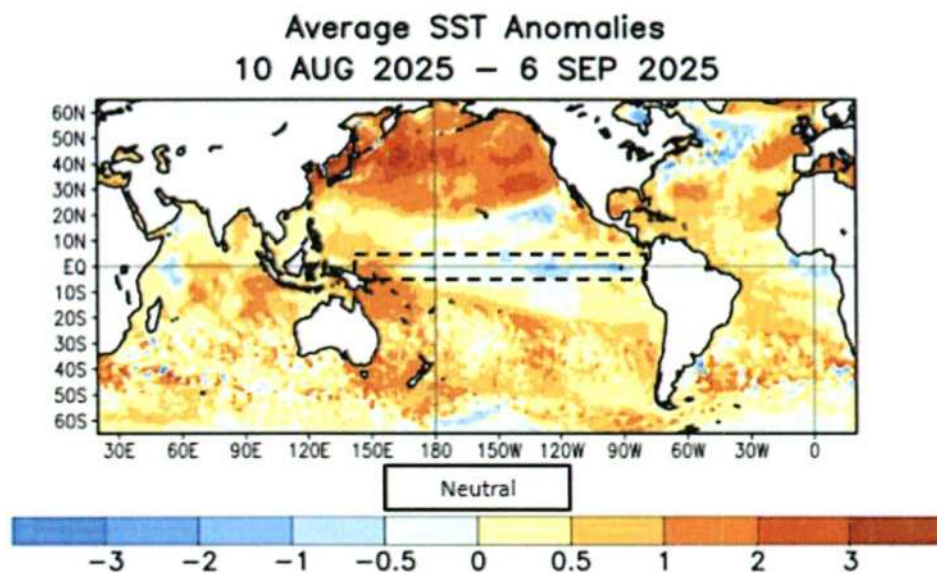 Average SST Anomalies
10 AUG 2025 – 6 SEP 2025
60N
50N
40N
30N
20N
10N
EQ
10S
20S
30S
40S
50S
60S
30E 60E 90E 120E 150E 180 150W 120W 90W 60W 30W 0
Neutral
−3 −2 −1 −0.5 0 0.5 1 2 3